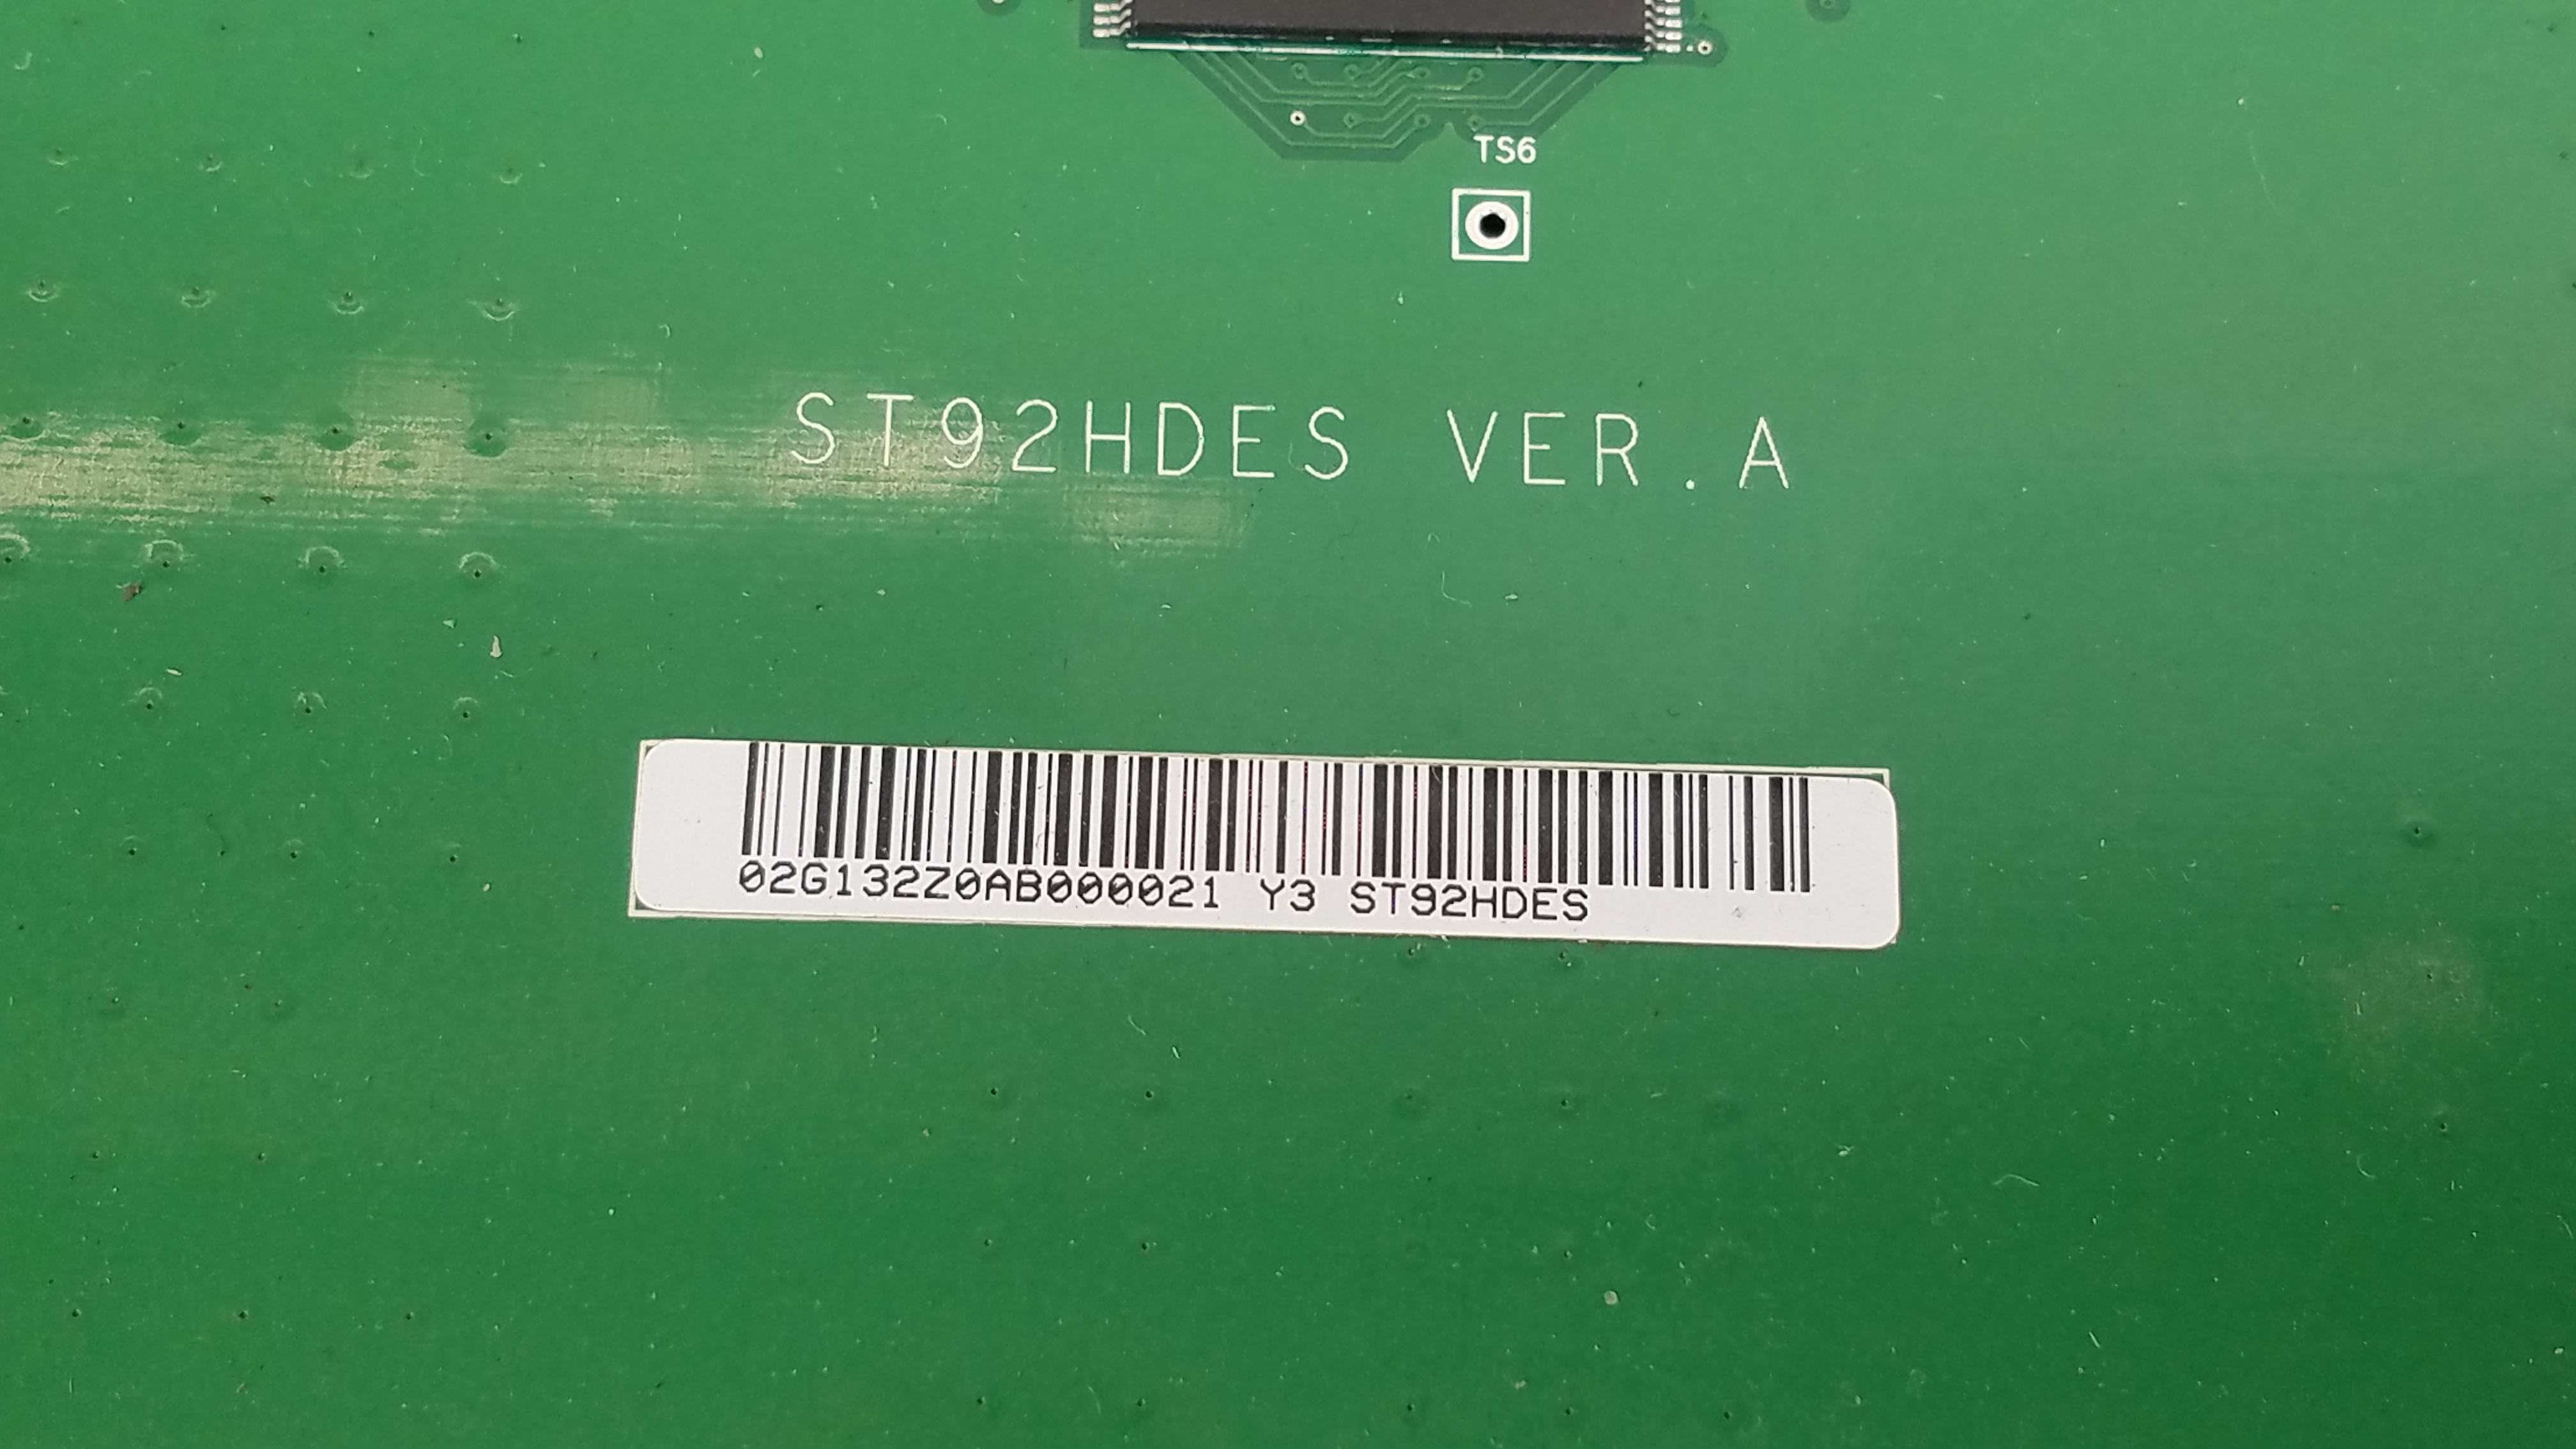 TS6
ST92HDES VER.A
02G132Z0AB000021 Y3 ST92HDES